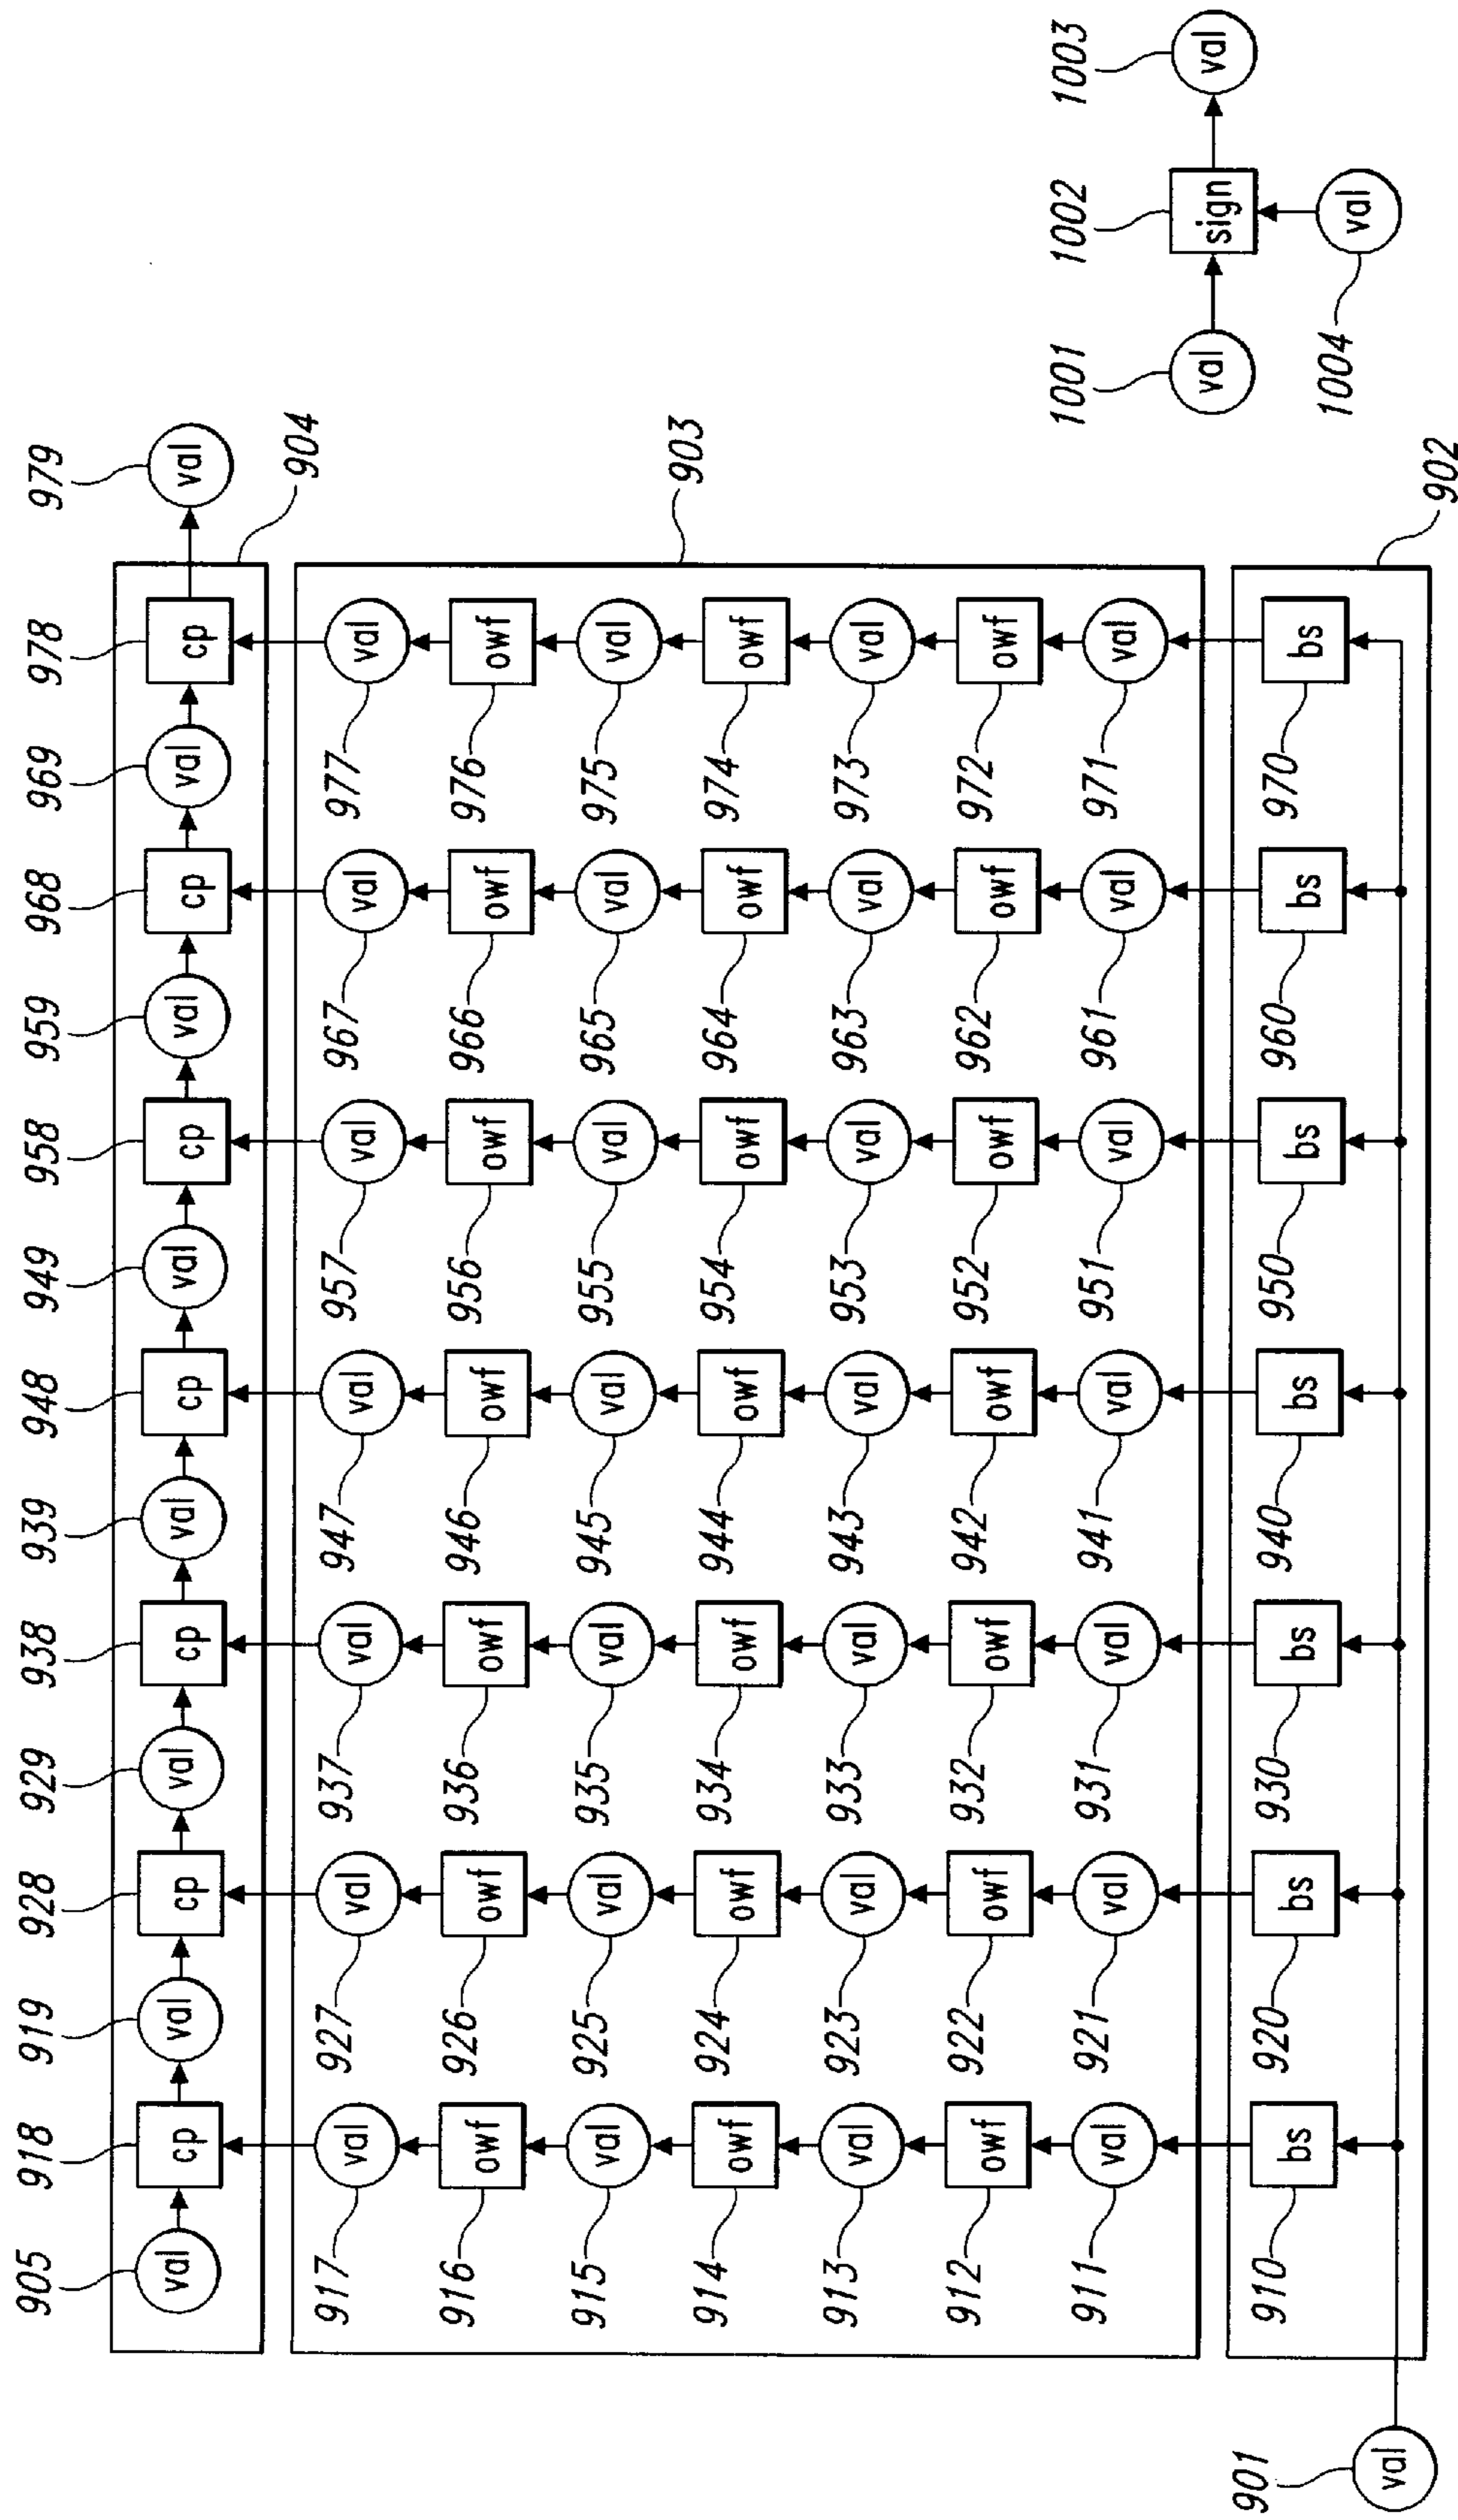 905 918 919 928 929 938 939 948 949 958 959 968 969 978 979
val cp val cp val cp val cp val cp val cp val cp val
904
917 val 927 val 937 val 947 val 957 val 967 val 977 val
916 owf 926 owf 936 owf 946 owf 956 owf 966 owf 976 owf
915 val 925 val 935 val 945 val 955 val 965 val 975 val
903
914 owf 924 owf 934 owf 944 owf 954 owf 964 owf 974 owf
913 val 923 val 933 val 943 val 953 val 963 val 973 val
912 owf 922 owf 932 owf 942 owf 952 owf 962 owf 972 owf
911 val 921 val 931 val 941 val 951 val 961 val 971 val
910 bs 920 bs 930 bs 940 bs 950 bs 960 bs 970 bs
901
val
902
1001 1002 1003
val sign val
1004 val